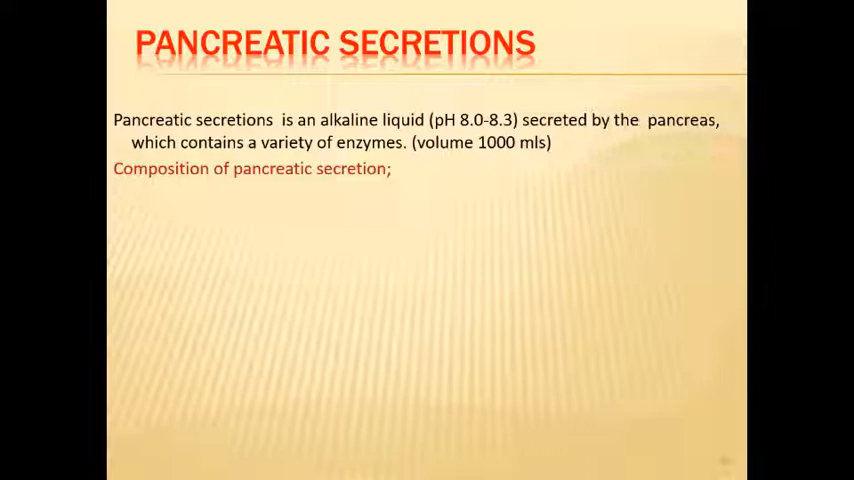 PANCREATIC SECRETIONS
Pancreatic secretions is an alkaline liquid (pH 8.0-8.3) secreted by the pancreas,
which contains a variety of enzymes. (volume 1000 mls)
Composition of pancreatic secretion;